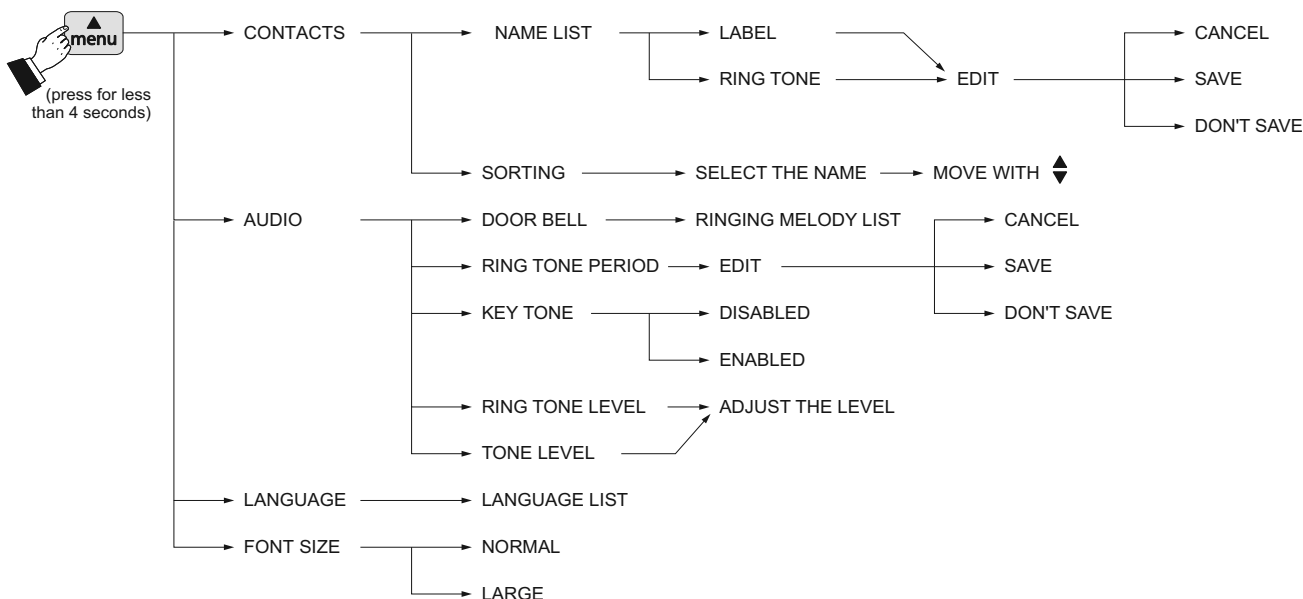 menu
(press for less
than 4 seconds)
CONTACTS NAME LIST LABEL CANCEL
RING TONE EDIT SAVE
DON'T SAVE
SORTING SELECT THE NAME MOVE WITH
AUDIO DOOR BELL RINGING MELODY LIST CANCEL
RING TONE PERIOD EDIT SAVE
KEY TONE DISABLED DON'T SAVE
ENABLED
RING TONE LEVEL ADJUST THE LEVEL
TONE LEVEL
LANGUAGE LANGUAGE LIST
FONT SIZE NORMAL
LARGE